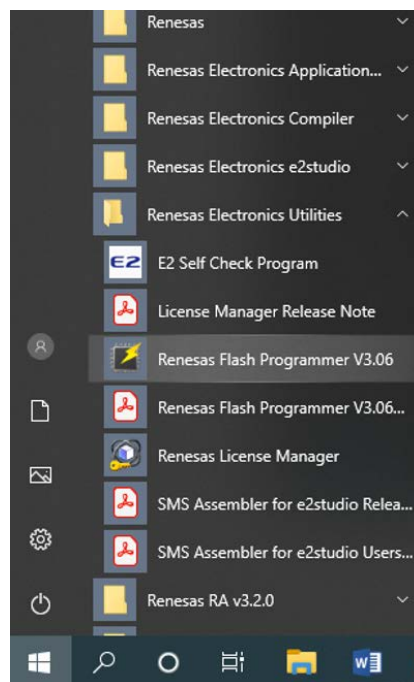 Renesas
Renesas Electronics Application...
Renesas Electronics Compiler
Renesas Electronics e2studio
Renesas Electronics Utilities
E2 E2 Self Check Program
License Manager Release Note
Renesas Flash Programmer V3.06
Renesas Flash Programmer V3.06...
Renesas License Manager
SMS Assembler for e2studio Relea...
SMS Assembler for e2studio Users...
Renesas RA v3.2.0
W